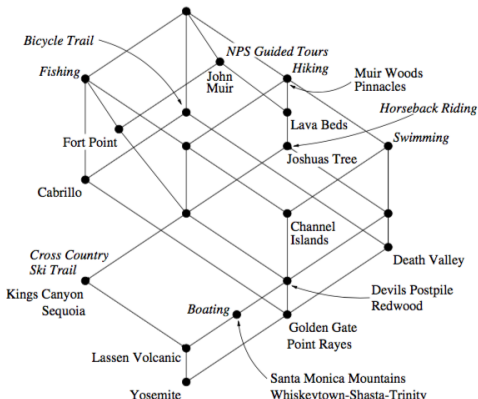 Bicycle Trail
NPS Guided Tours
Fishing
Hiking
John
Muir
Muir Woods
Pinnacles
Horseback Riding
Lava Beds
Swimming
Fort Point
Joshuas Tree
Cabrillo
Channel
Islands
Cross Country
Ski Trail
Death Valley
Kings Canyon
Sequoia
Devils Postpile
Redwood
Boating
Golden Gate
Point Rayes
Lassen Volcanic
Santa Monica Mountains
Yosemite
Whiskeytown-Shasta-Trinity